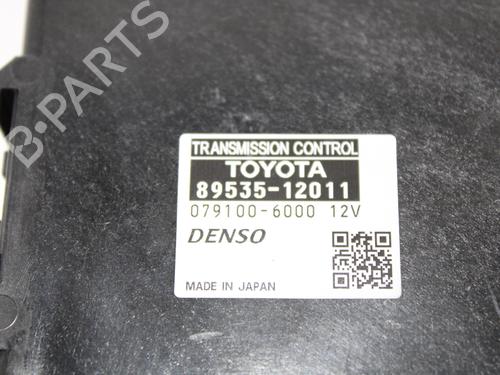 B-PARTS
TRANSMISSION CONTROL
TOYOTA
89535-12011
079100-6000 12V
DENSO
MADE IN JAPAN